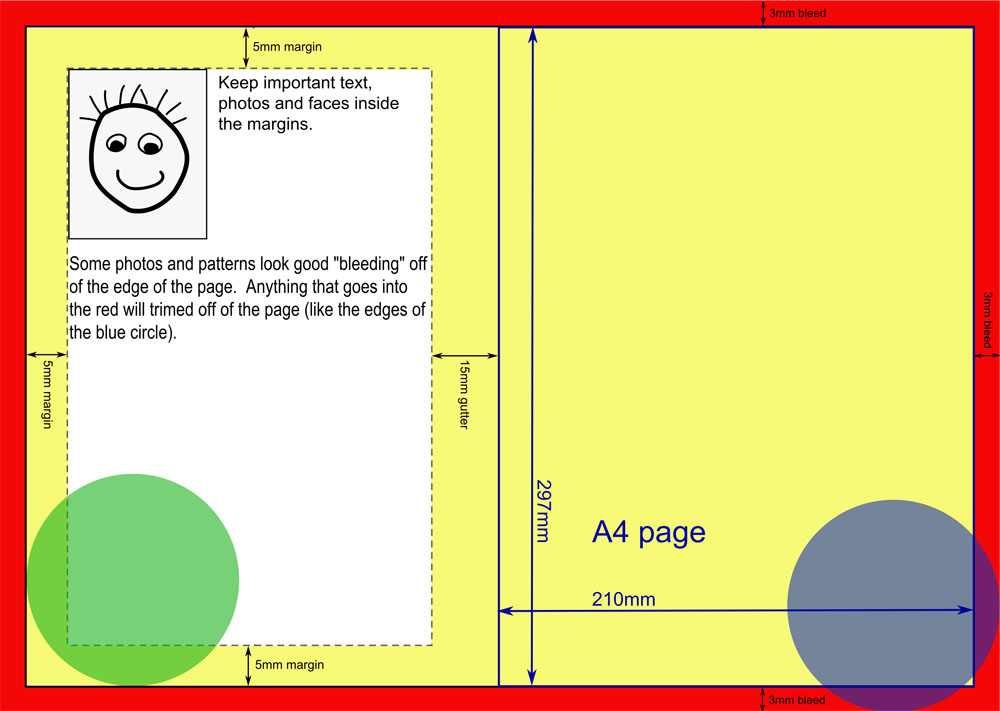 3mm bleed
5mm margin
Keep important text,
photos and faces inside
the margins.
Some photos and patterns look good "bleeding" off
of the edge of the page.  Anything that goes into
the red will trimed off of the page (like the edges of
the blue circle).
5mm margin
15mm gutter
3mm bleed
297mm
A4 page
210mm
5mm margin
3mm bleed